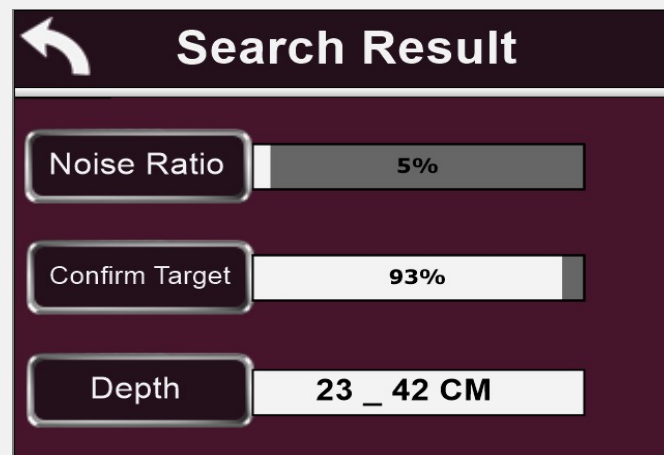 Search Result
Noise Ratio 5%
Confirm Target 93%
Depth 23 _ 42 CM